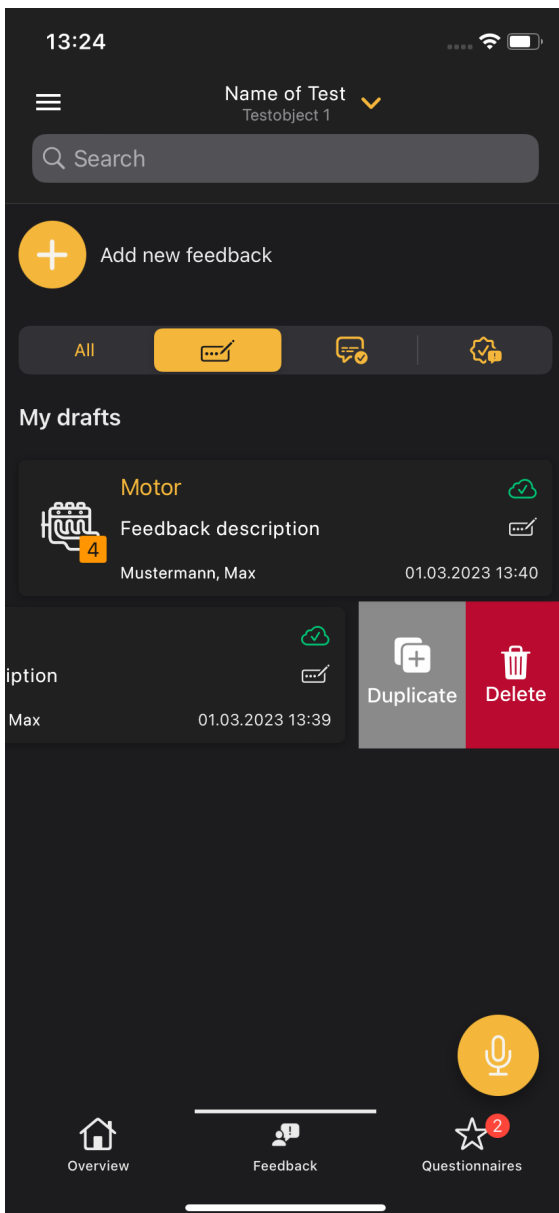 13:24
Name of Test
Testobject 1
Search
Add new feedback
All
My drafts
Motor
Feedback description
4
Mustermann, Max 01.03.2023 13:40
iption
Max 01.03.2023 13:39
Duplicate
Delete
2
Overview
Feedback
Questionnaires